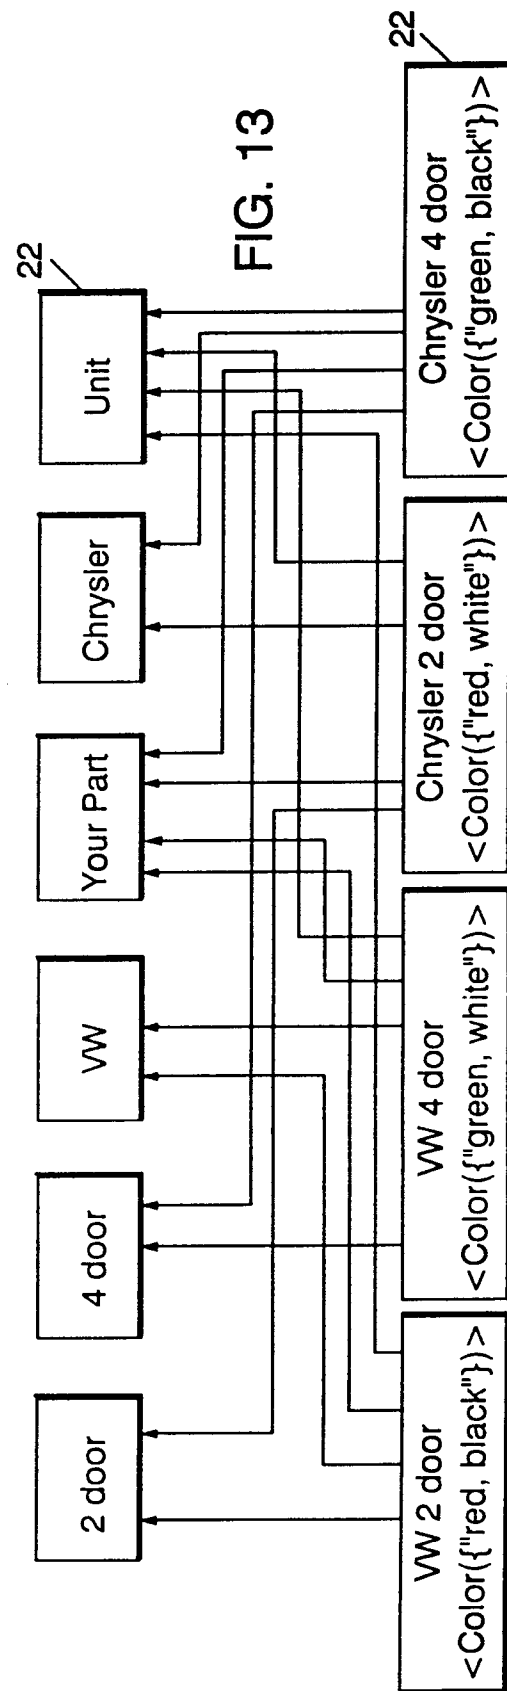 2 door
4 door
VW
Your Part
Chrysler
Unit
22
FIG. 13
VW 2 door
<Color({"red, black"})>
VW 4 door
<Color({"green, white"})>
Chrysler 2 door
<Color({"red, white"})>
Chrysler 4 door
<Color({"green, black"})>
22